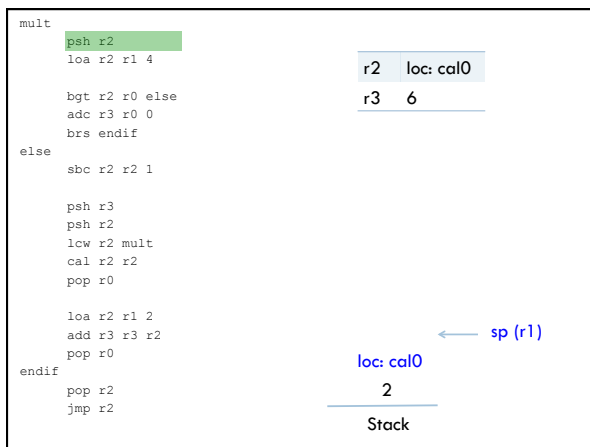 mult
psh r2
loa r2 r1 4
bgt r2 r0 else
adc r3 r0 0
brs endif
else
sbc r2 r2 1
psh r3
psh r2
lcw r2 mult
cal r2 r2
pop r0
loa r2 r1 2
add r3 r3 r2
pop r0
endif
pop r2
jmp r2
r2 loc: cal0
r3 6
sp (r1)
loc: cal0
2
Stack